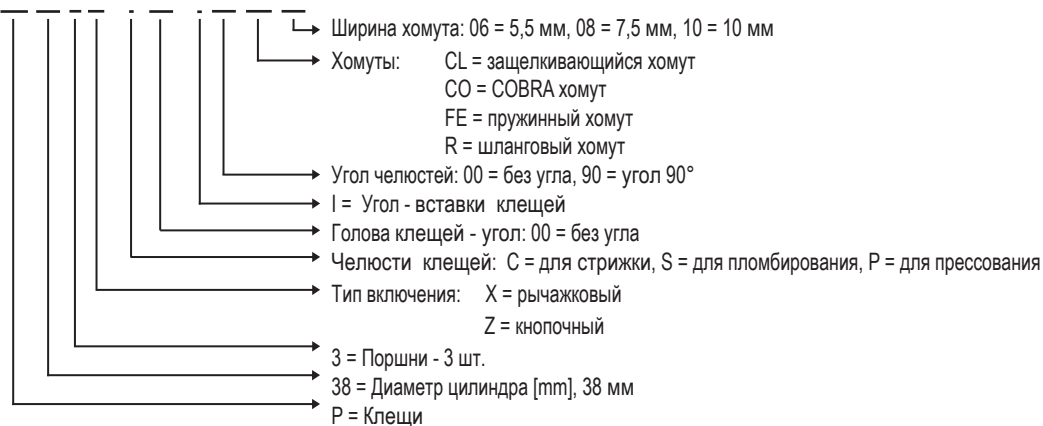 Ширина хомута: 06 = 5,5 мм, 08 = 7,5 мм, 10 = 10 мм
Хомуты: CL = защелкивающийся хомут
CO = COBRA хомут
FE = пружинный хомут
R = шланговый хомут
Угол челюстей: 00 = без угла, 90 = угол 90°
I = Угол - вставки клещей
Голова клещей - угол: 00 = без угла
Челюсти клещей: C = для стрижки, S = для пломбирования, P = для прессования
Тип включения: X = рычажковый
Z = кнопочный
3 = Поршни - 3 шт.
38 = Диаметр цилиндра [mm], 38 мм
P = Клещи